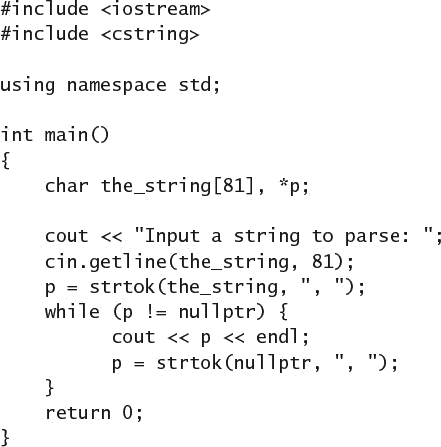 #include <iostream>
#include <cstring>

using namespace std;

int main()
{
    char the_string[81], *p;

    cout << "Input a string to parse: ";
    cin.getline(the_string, 81);
    p = strtok(the_string, ", ");
    while (p != nullptr) {
          cout << p << endl;
          p = strtok(nullptr, ", ");
    }
    return 0;
}